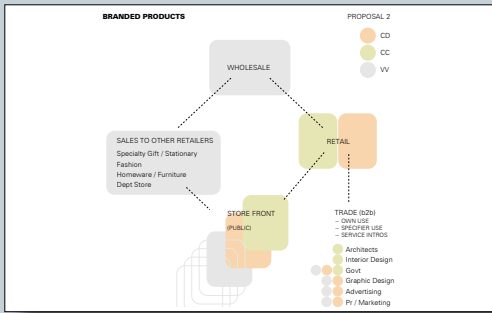 BRANDED PRODUCTS
PROPOSAL 2
CD
CC
VV
WHOLESALE
SALES TO OTHER RETAILERS
Specialty Gift / Stationary
Fashion
Homeware / Furniture
Dept Store
RETAIL
STORE FRONT
(PUBLIC)
TRADE (b2b)
– OWN USE
– SPECIFIER USE
– SERVICE INTROS
Architects
Interior Design
Govt
Graphic Design
Advertising
Pr / Marketing